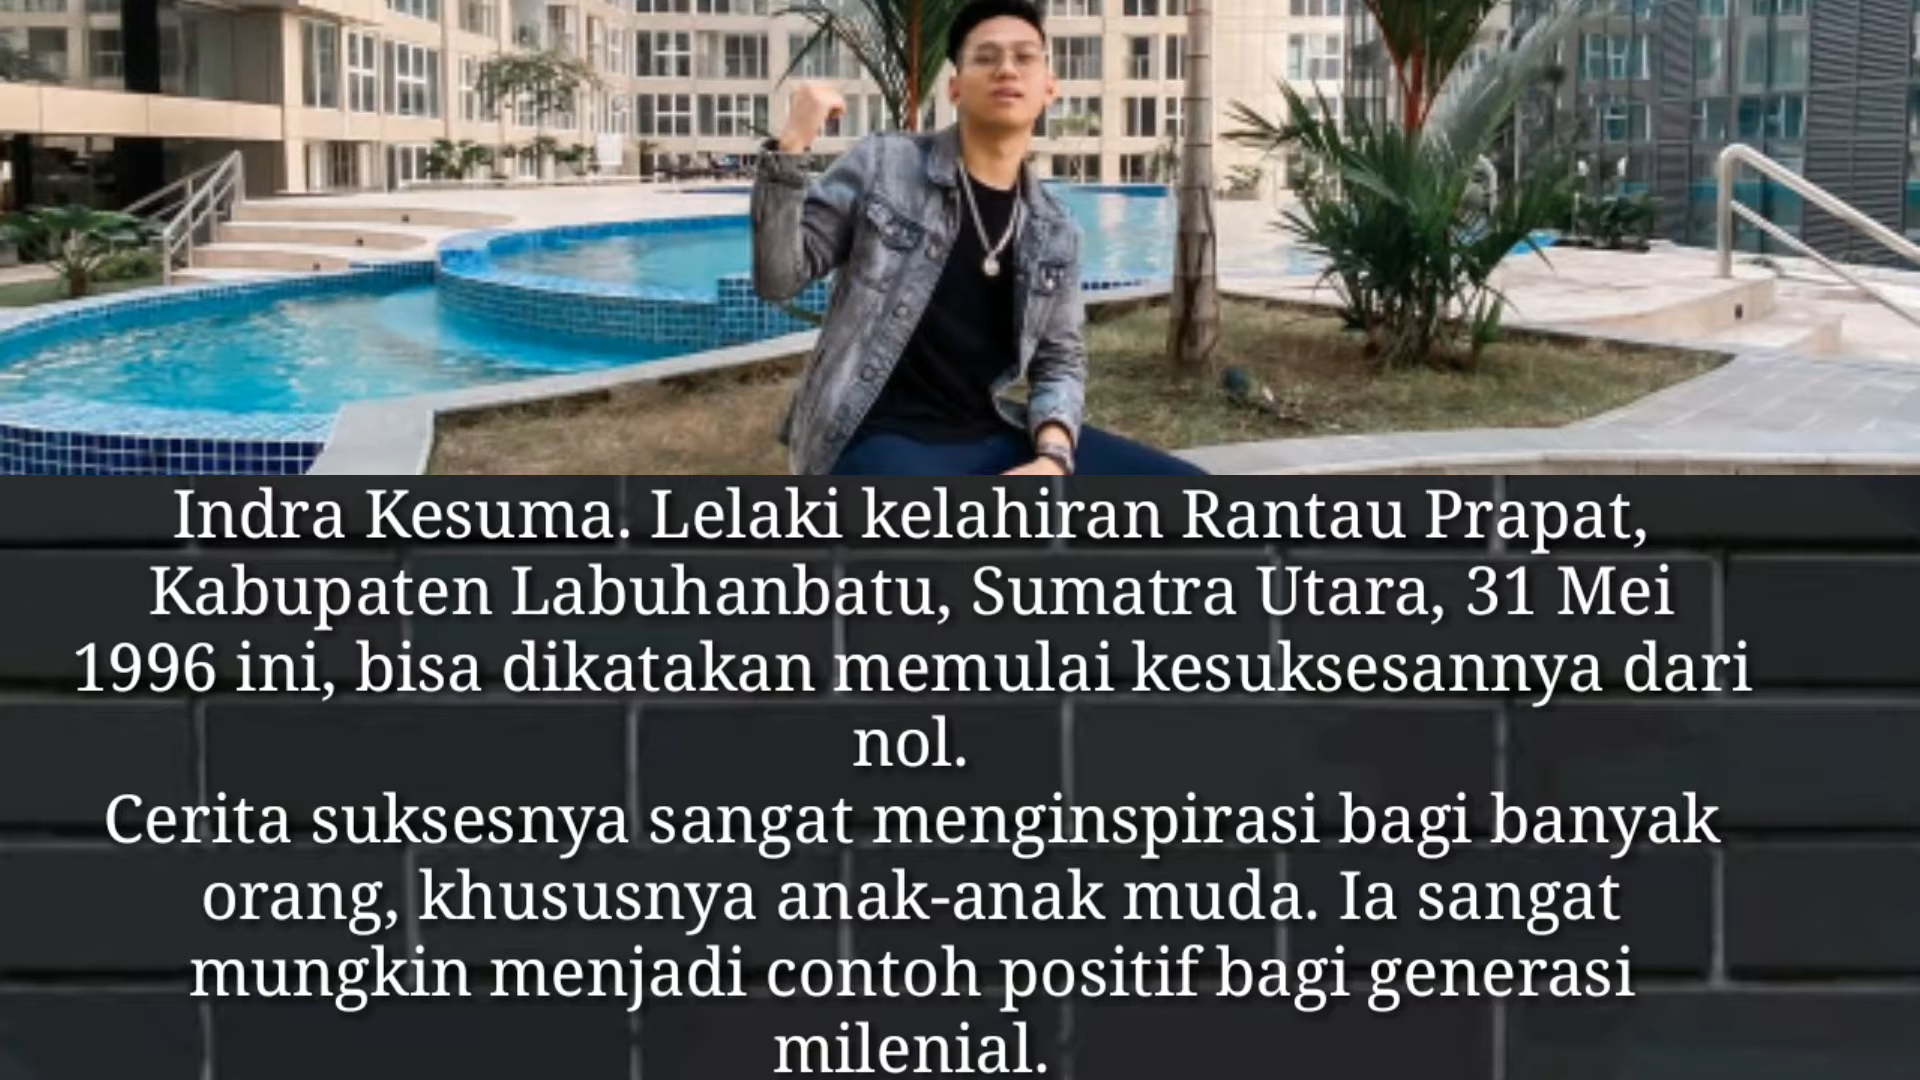 Indra Kesuma. Lelaki kelahiran Rantau Prapat,
Kabupaten Labuhanbatu, Sumatra Utara, 31 Mei
1996 ini, bisa dikatakan memulai kesuksesannya dari
nol.
Cerita suksesnya sangat menginspirasi bagi banyak
orang, khususnya anak-anak muda. Ia sangat
mungkin menjadi contoh positif bagi generasi
milenial.